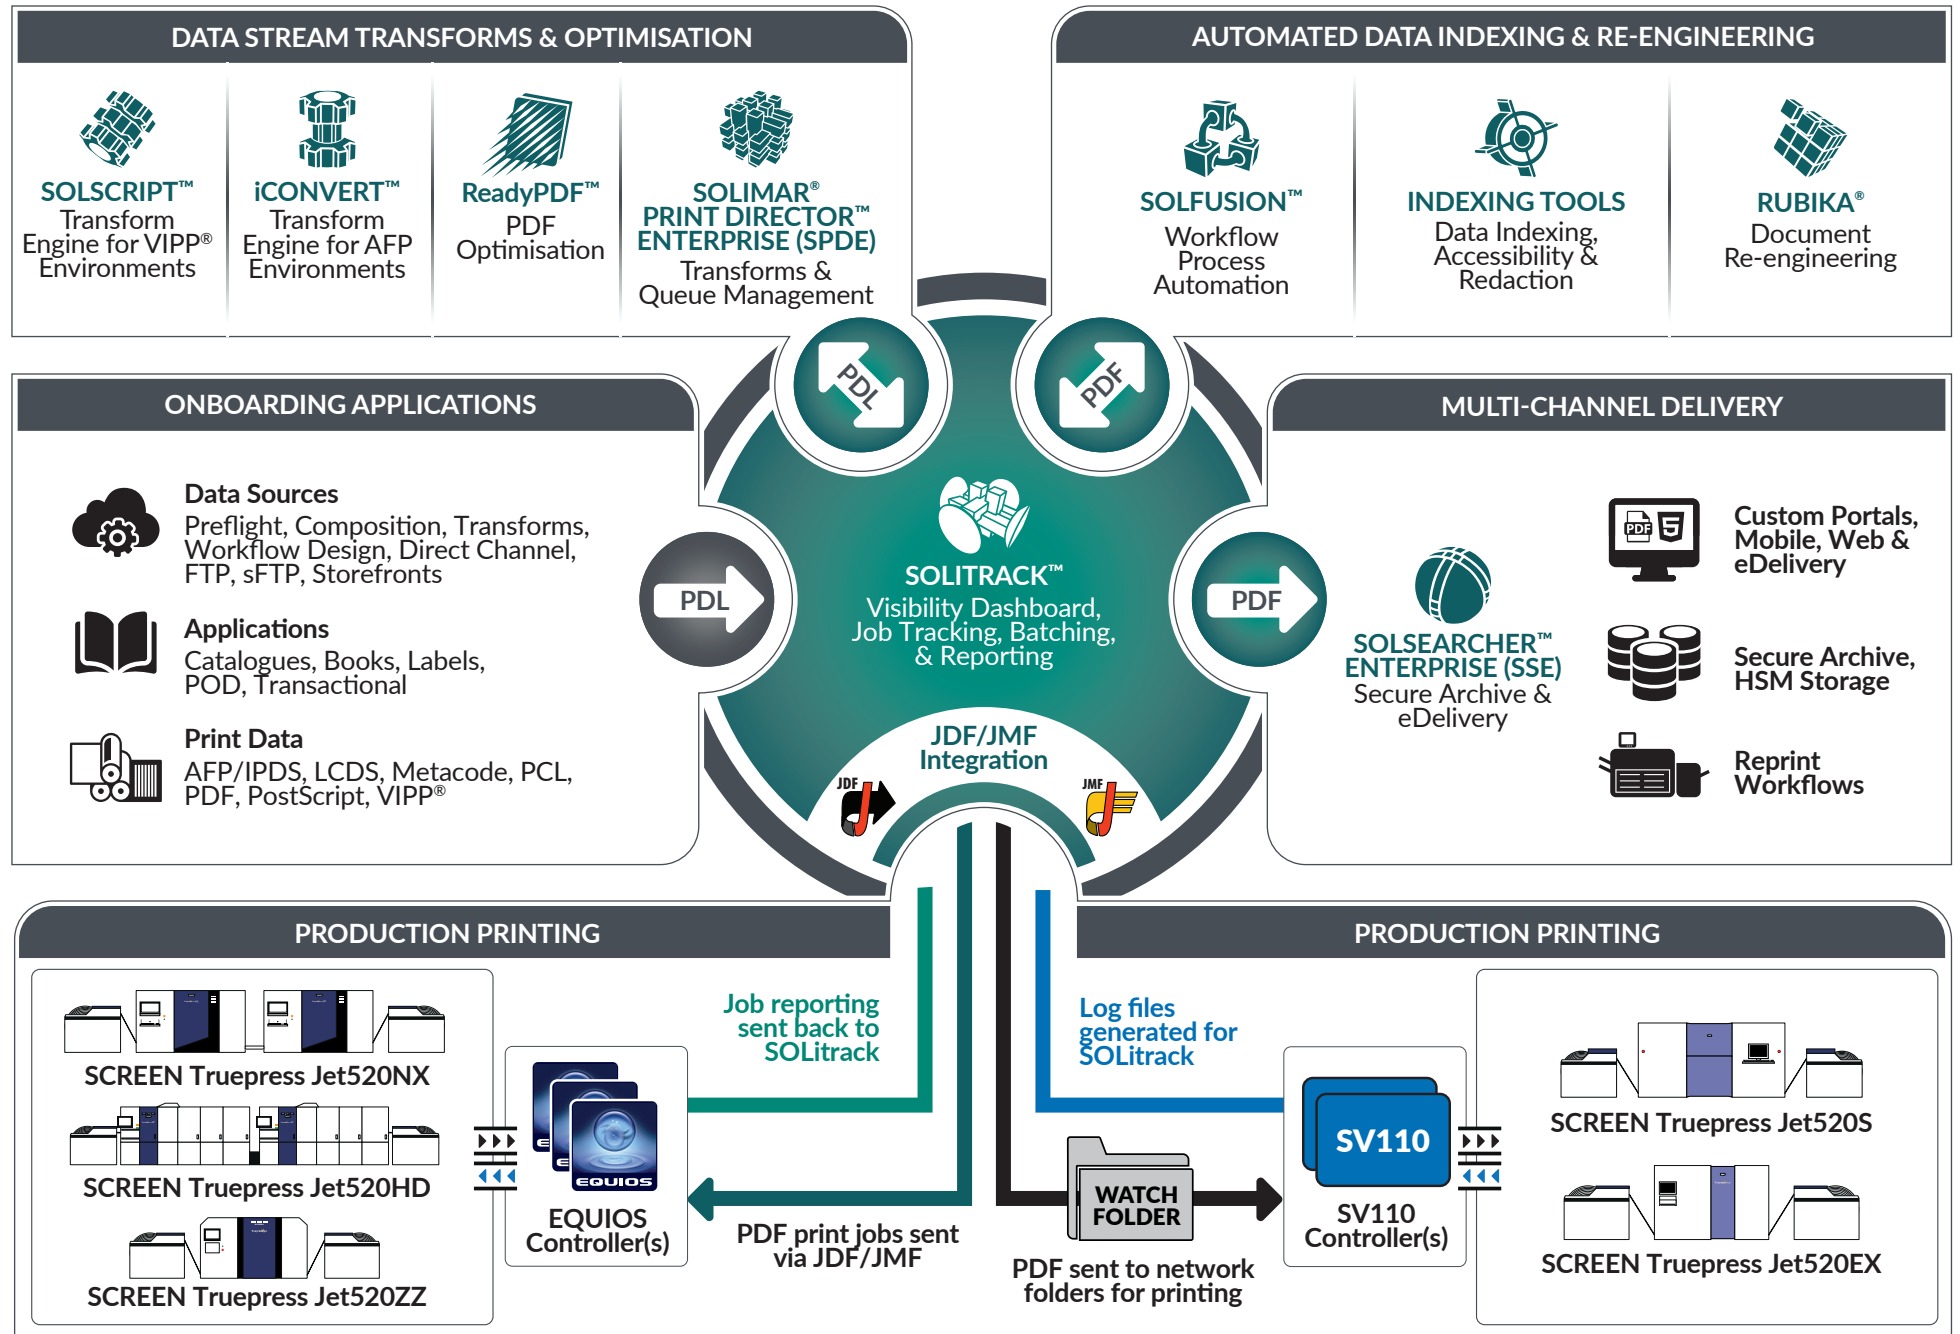 DATA STREAM TRANSFORMS & OPTIMISATION
SOLSCRIPT™
Transform
Engine for VIPP®
Environments
iCONVERT™
Transform
Engine for AFP
Environments
ReadyPDF™
PDF
Optimisation
SOLIMAR®
PRINT DIRECTOR™
ENTERPRISE (SPDE)
Transforms &
Queue Management
AUTOMATED DATA INDEXING & RE-ENGINEERING
SOLFUSION™
Workflow
Process
Automation
INDEXING TOOLS
Data Indexing,
Accessibility &
Redaction
RUBIKA®
Document
Re-engineering
PDL
PDF
ONBOARDING APPLICATIONS
Data Sources
Preflight, Composition, Transforms,
Workflow Design, Direct Channel,
FTP, sFTP, Storefronts
Applications
Catalogues, Books, Labels,
POD, Transactional
Print Data
AFP/IPDS, LCDS, Metacode, PCL,
PDF, PostScript, VIPP®
PDL
SOLITRACK™
Visibility Dashboard,
Job Tracking, Batching,
& Reporting
JDF/JMF
Integration
JDF
JMF
PDF
MULTI-CHANNEL DELIVERY
SOLSEARCHER™
ENTERPRISE (SSE)
Secure Archive &
eDelivery
PDF
5
Custom Portals,
Mobile, Web &
eDelivery
Secure Archive,
HSM Storage
Reprint
Workflows
PRODUCTION PRINTING
SCREEN Truepress Jet520NX
SCREEN Truepress Jet520HD
SCREEN Truepress Jet520ZZ
E
E
EQUIOS
EQUIOS
Controller(s)
Job reporting
sent back to
SOLitrack
PDF print jobs sent
via JDF/JMF
PRODUCTION PRINTING
Log files
generated for
SOLitrack
WATCH
FOLDER
PDF sent to network
folders for printing
SV110
SV110
Controller(s)
SCREEN Truepress Jet520S
SCREEN Truepress Jet520EX